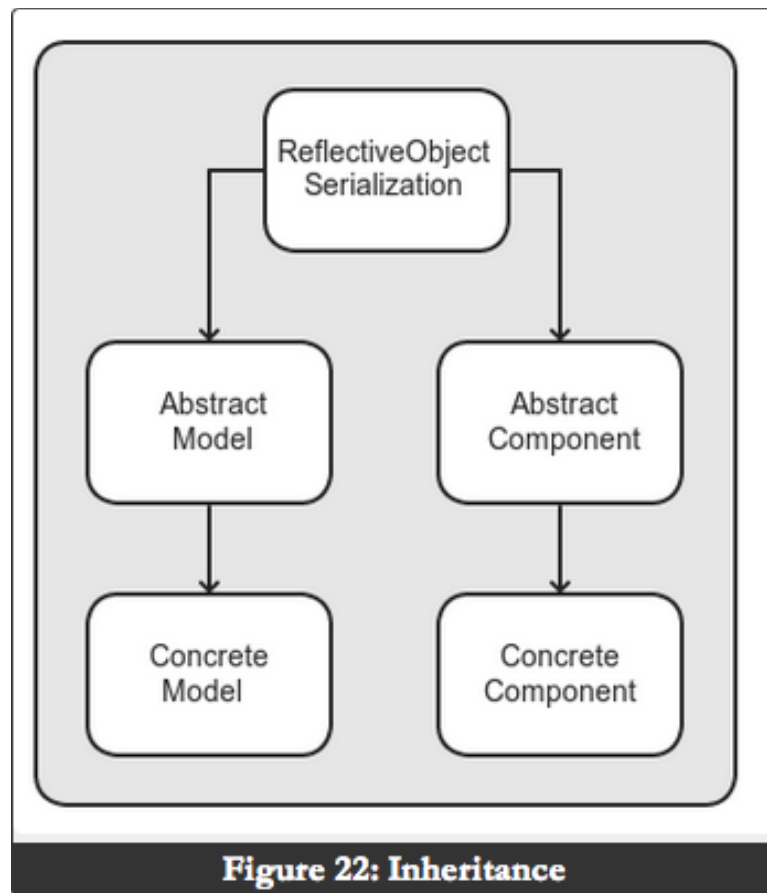 ReflectiveObject
Serialization
Abstract
Model
Abstract
Component
Concrete
Model
Concrete
Component
Figure 22: Inheritance